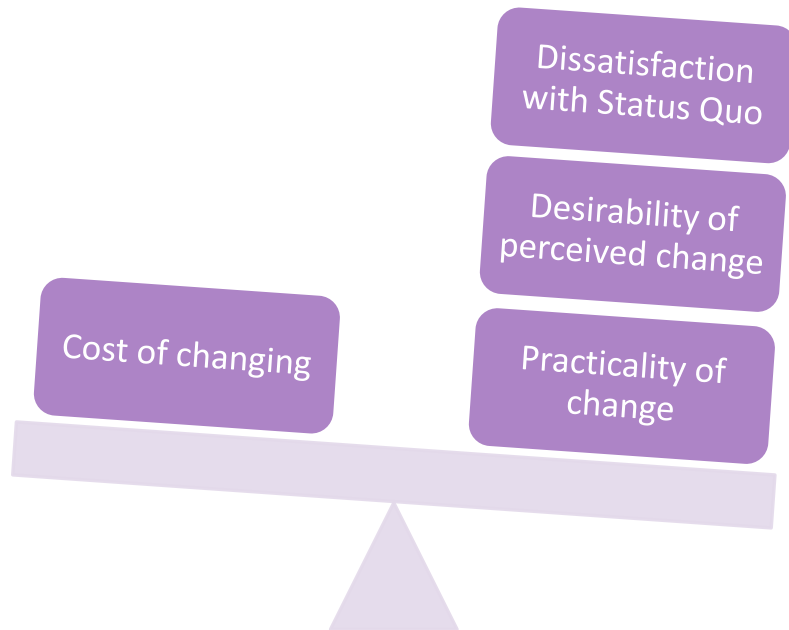 Dissatisfaction
with Status Quo
Desirability of
perceived change
Cost of changing
Practicality of
change